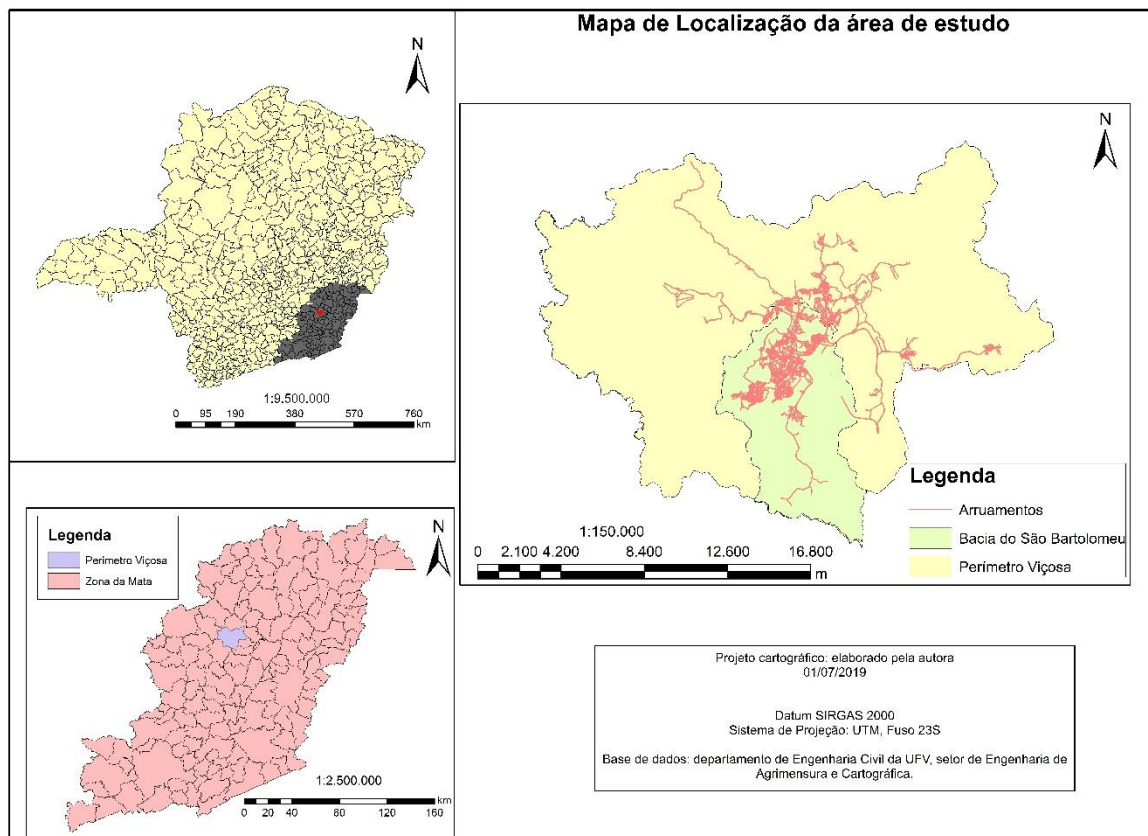 Mapa de Localização da área de estudo
N
1:9.500.000
0 95 190 380 570 760
km
N
Legenda
Arruamentos
Bacia do São Bartolomeu
Perímetro Viçosa
1:150.000
0 2.100 4.200 8.400 12.600 16.800
m
Legenda
Perímetro Viçosa
Zona da Mata
N
1:2.500.000
km
0 20 40 80 120 160
Projeto cartográfico: elaborado pela autora
01/07/2019
Datum SIRGAS 2000
Sistema de Projeção: UTM, Fuso 23S
Base de dados: departamento de Engenharia Civil da UFV, setor de Engenharia de
Agrimensura e Cartográfica.